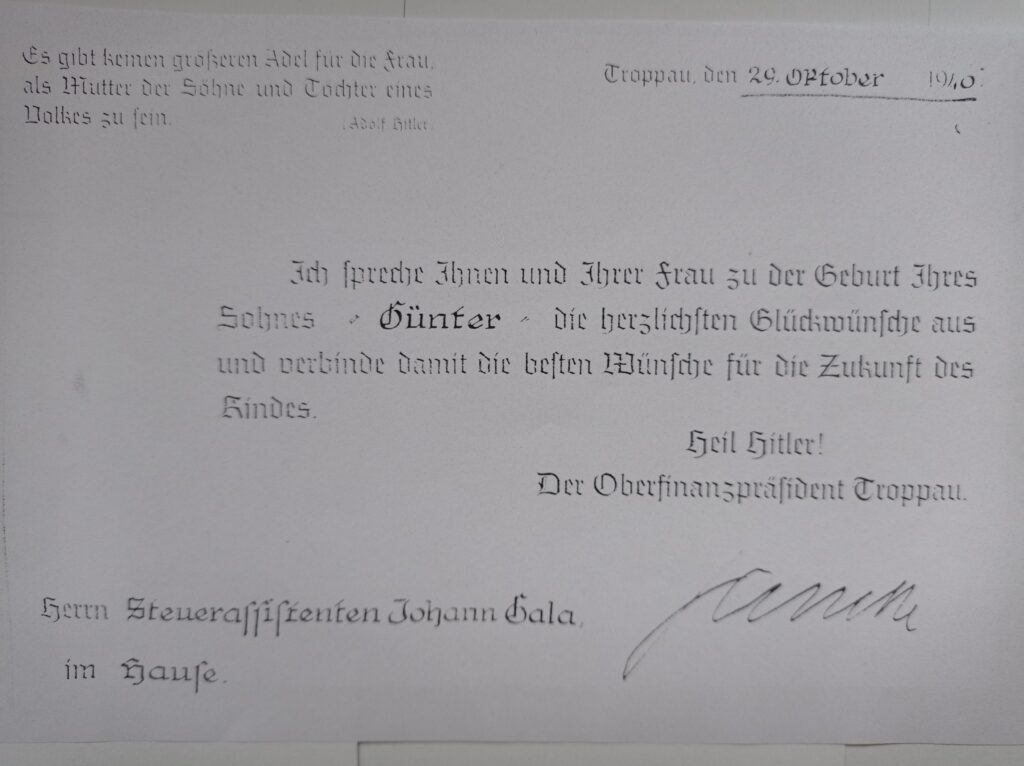 Es gibt keinen größeren Adel für die Frau,
als Mutter der Söhne und Töchter eines
Volkes zu sein.
(Adolf Hitler)
Troppau, den 29. Oktober 1940.
Ich spreche Ihnen und Ihrer Frau zu der Geburt Ihres
Sohnes - Günter - die herzlichsten Glückwünsche aus
und verbinde damit die besten Wünsche für die Zukunft des
Kindes.
Heil Hitler!
Der Oberfinanzpräsident Troppau.
Herrn Steuerassistenten Johann Gala,
im Hause.